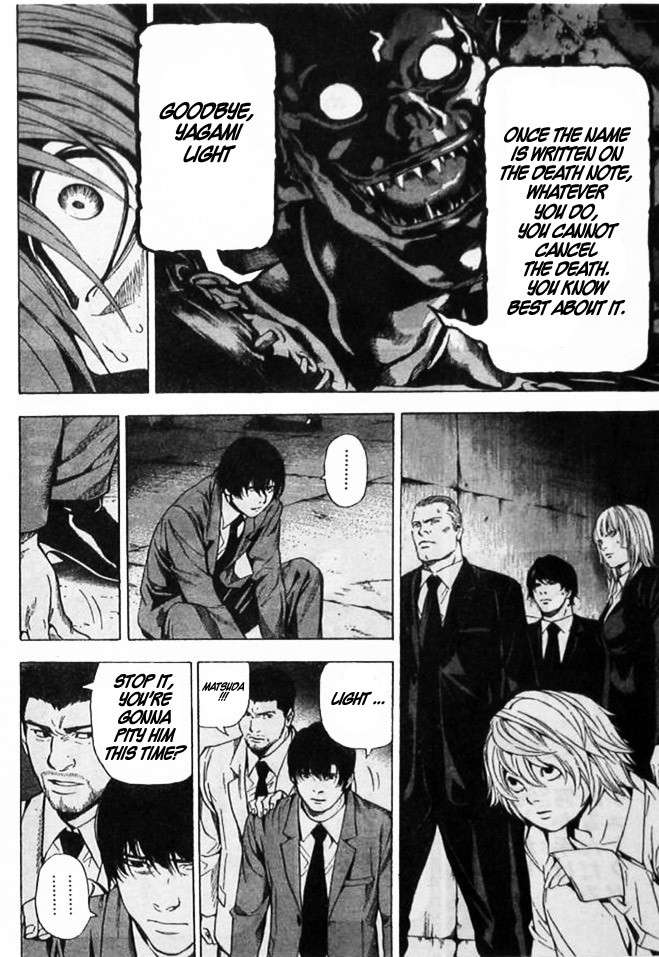 ONCE THE NAME
IS WRITTEN ON
THE DEATH NOTE,
WHATEVER
YOU DO,
YOU CANNOT
CANCEL
THE DEATH.
YOU KNOW
BEST ABOUT IT.
GOODBYE,
YAGAMI
LIGHT
........
LIGHT ...
MATSUDA
!!!
STOP IT,
YOU'RE
GONNA
PITY HIM
THIS TIME?
........